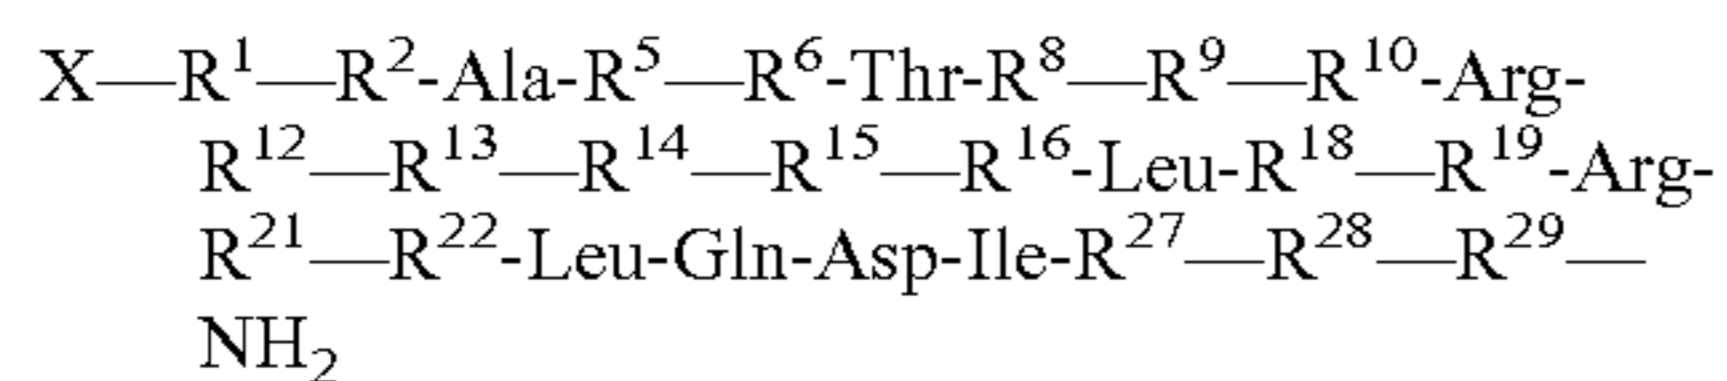 X—R¹—R²-Ala-R⁵—R⁶-Thr-R⁸—R⁹—R¹⁰-Arg-
R¹²—R¹³—R¹⁴—R¹⁵—R¹⁶-Leu-R¹⁸—R¹⁹-Arg-
R²¹—R²²-Leu-Gln-Asp-Ile-R²⁷—R²⁸—R²⁹—
NH₂